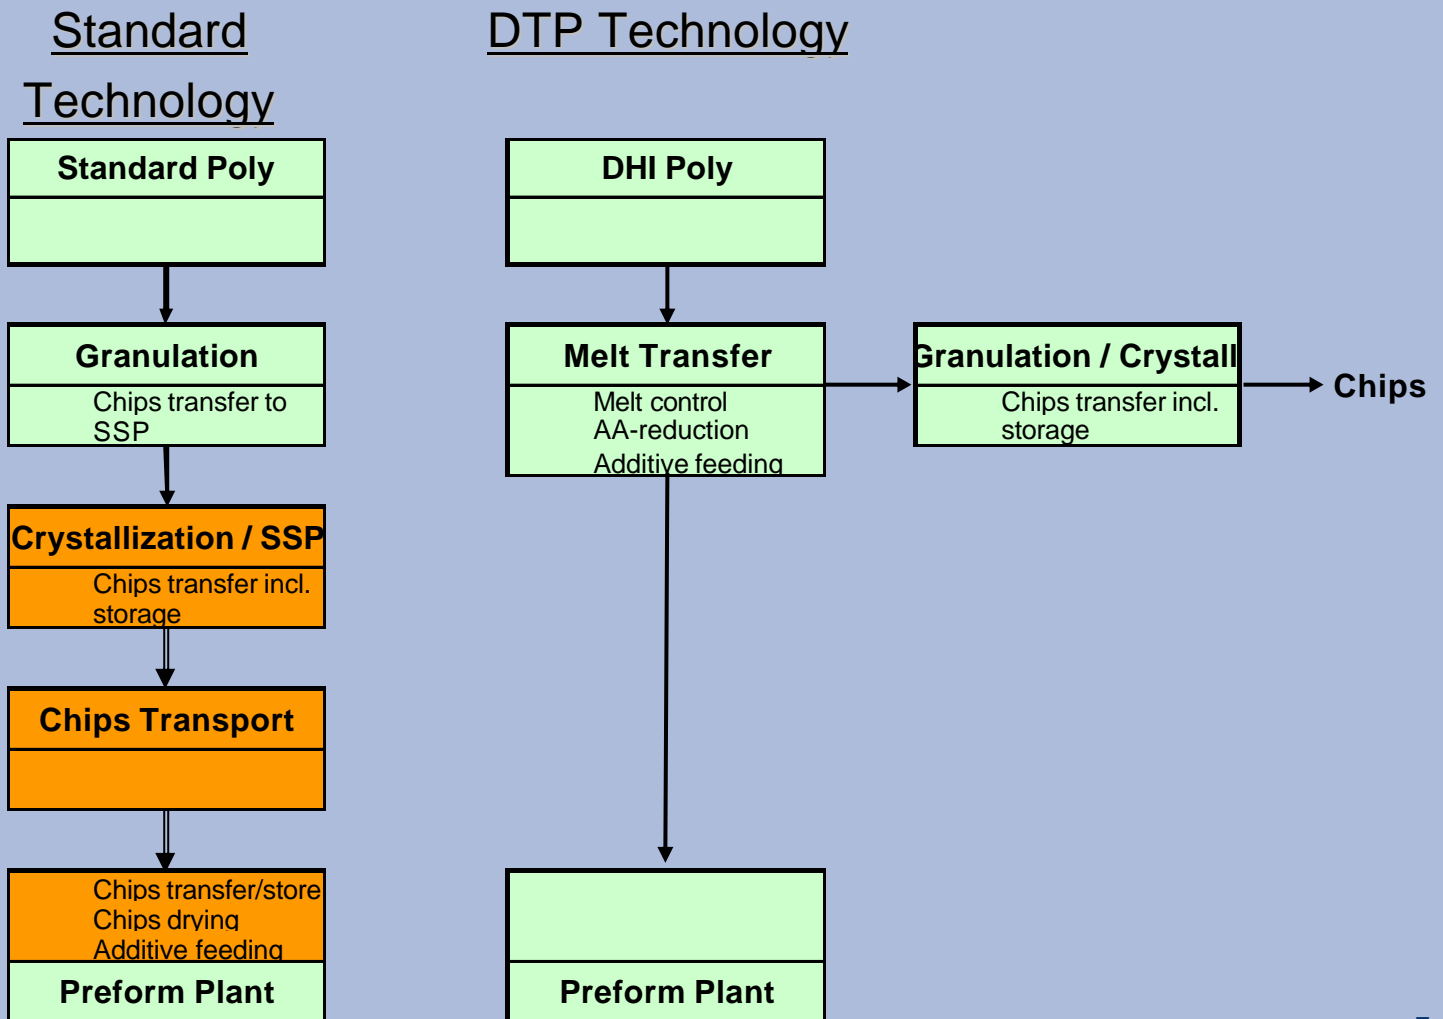 Standard
Technology
DTP Technology
Standard Poly
Granulation
Chips transfer to
SSP
Crystallization / SSP
Chips transfer incl.
storage
Chips Transport
Chips transfer/store
Chips drying
Additive feeding
Preform Plant
DHI Poly
Melt Transfer
Melt control
AA-reduction
Additive feeding
Granulation / Crystall
Chips transfer incl.
storage
Chips
Preform Plant